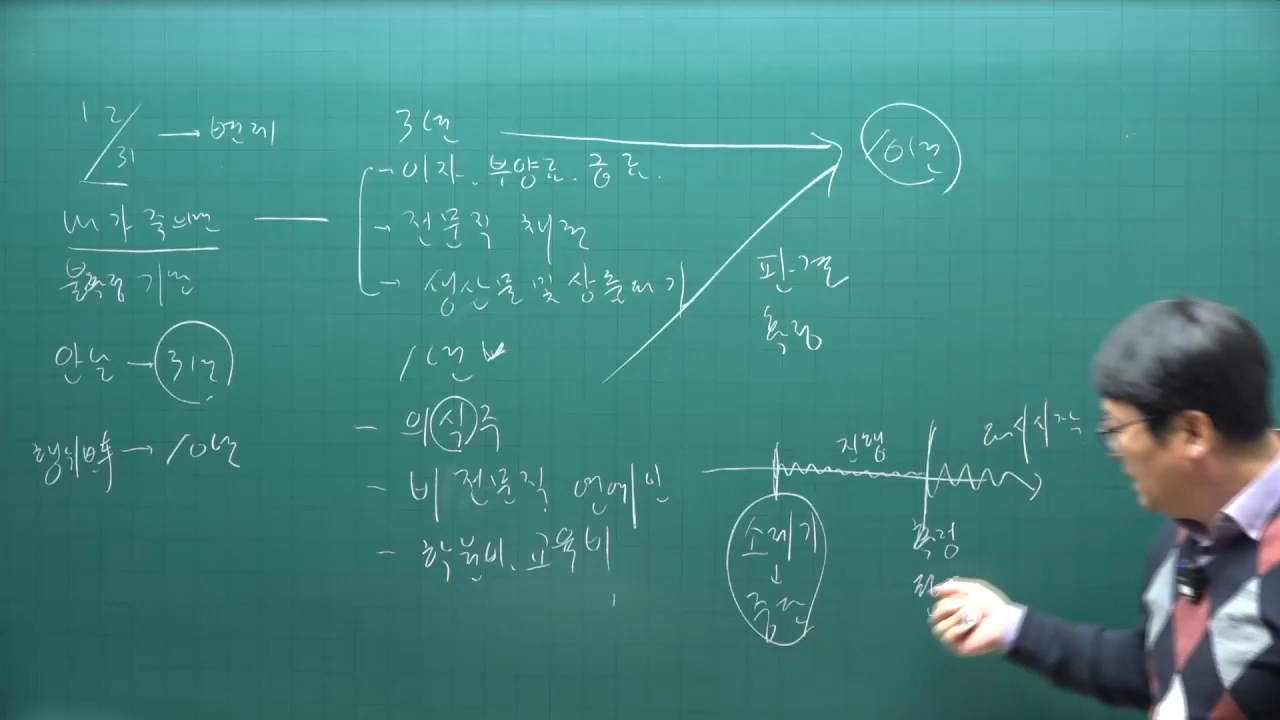 12/31 → 변제
내가 죽으면
불확정 기한
안 날 → 3년
행위 → 10년
3년
- 이자. 부양료. 급료.
- 전문직 채권
- 생산물 및 상품대가
1년
- 의식주
- 비 전문직 연예인
- 학원비. 교육비
10년
판결
확정
진행
소제기
↓
중단
확정